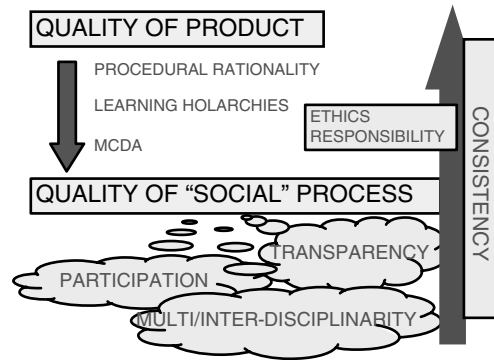 QUALITY OF PRODUCT
PROCEDURAL RATIONALITY
LEARNING HOLARCHIES
MCDA
ETHICS
RESPONSIBILITY
CONSISTENCY
QUALITY OF “SOCIAL” PROCESS
TRANSPARENCY
PARTICIPATION
MULTI/INTER-DISCIPLINARITY